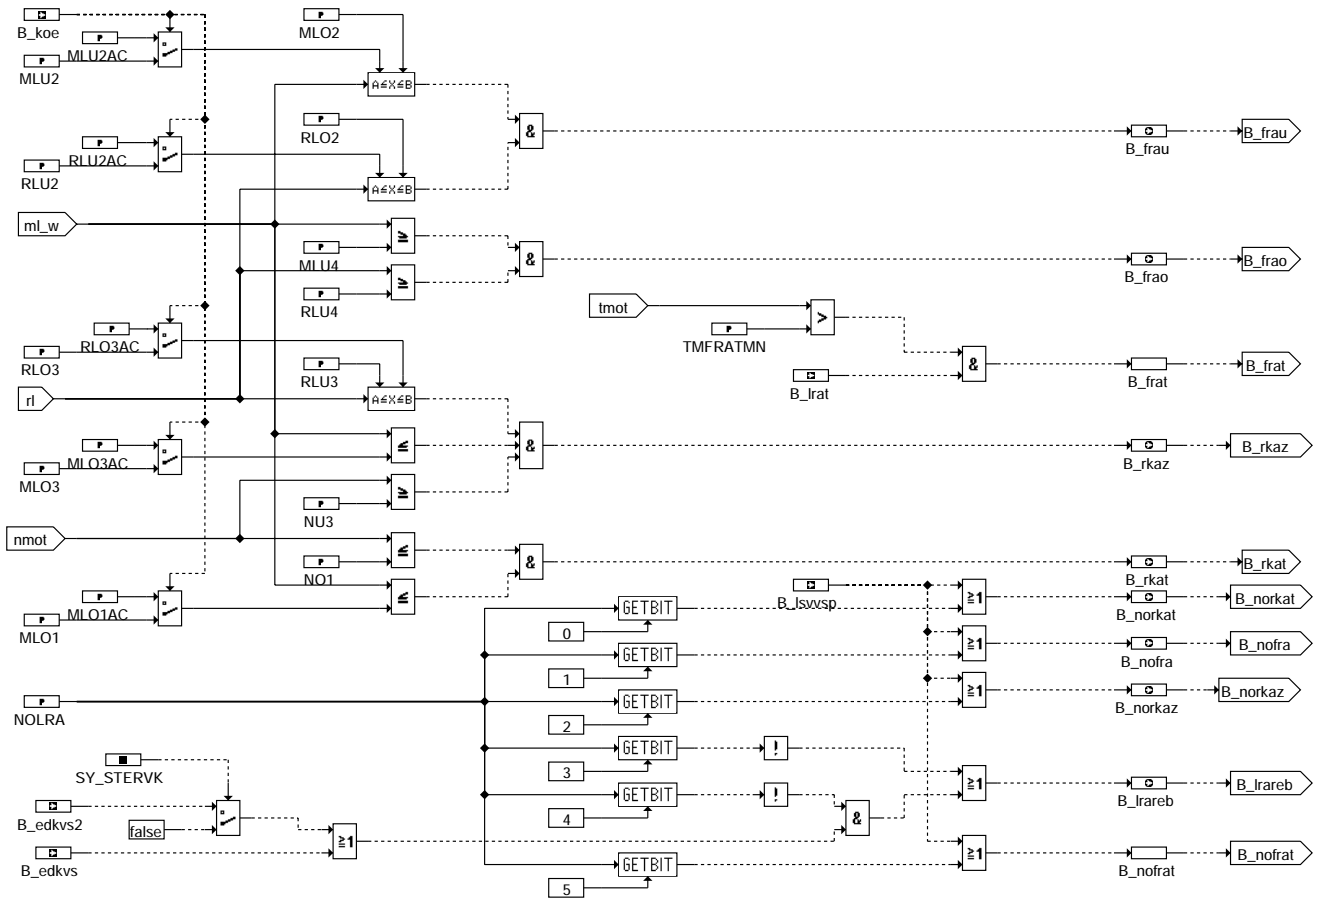 B_koe
P
MLU2AC
P
MLU2
P
MLO2
A≤X≤B
P
RLU2AC
P
RLU2
P
RLO2
A≤X≤B
&
B_frau
B_frau
ml_w
P
MLU4
≥
P
RLU4
≥
&
B_frao
B_frao
tmot
P
TMFRATMN
>
B_lrat
&
B_frat
B_frat
P
RLO3AC
P
RLO3
P
RLU3
rl
A≤X≤B
P
MLO3AC
P
MLO3
≤
P
NU3
≥
&
B_rkaz
B_rkaz
nmot
P
NO1
≤
P
MLO1AC
P
MLO1
≤
&
B_rkat
B_rkat
B_lsvvsp
GETBIT
0
≥1
B_norkat
B_norkat
GETBIT
1
≥1
B_nofra
B_nofra
P
NOLRA
GETBIT
2
≥1
B_norkaz
B_norkaz
GETBIT
3
!
SY_STERVK
GETBIT
4
!
≥1
B_lrareb
B_lrareb
B_edkvs2
false
B_edkvs
≥1
&
GETBIT
5
≥1
B_nofrat
B_nofrat